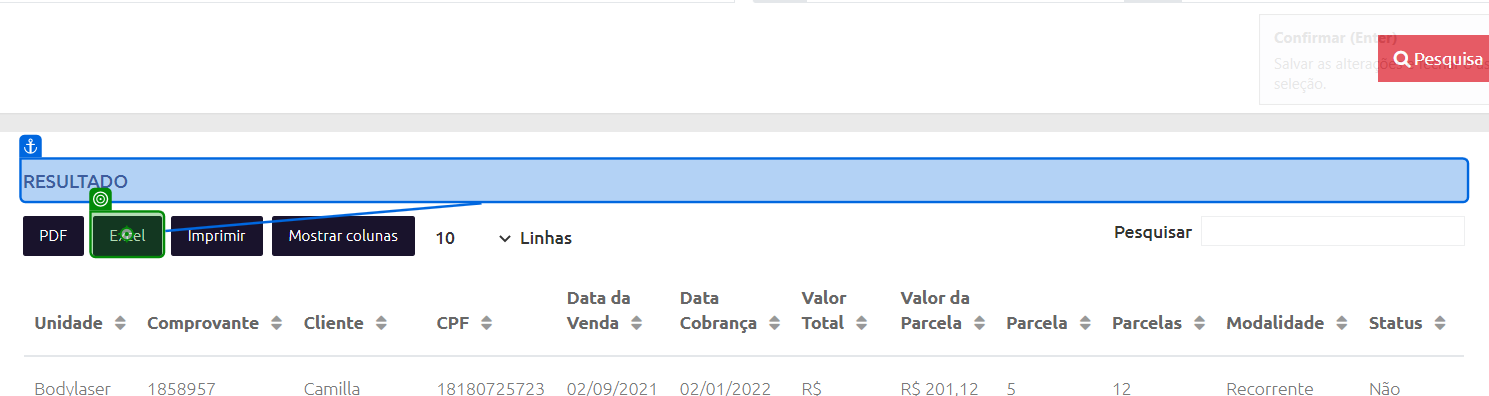 Confirmar (Enter)
Pesquisa
Salvar as alterações
seleção.
RESULTADO
PDF Excel Imprimir Mostrar colunas 10 Linhas Pesquisar
Data da Data Valor Valor da
Unidade Comprovante Cliente CPF Venda Cobrança Total Parcela Parcela Parcelas Modalidade Status
Bodylaser 1858957 Camilla 18180725723 02/09/2021 02/01/2022 R$ R$ 201,12 5 12 Recorrente Não